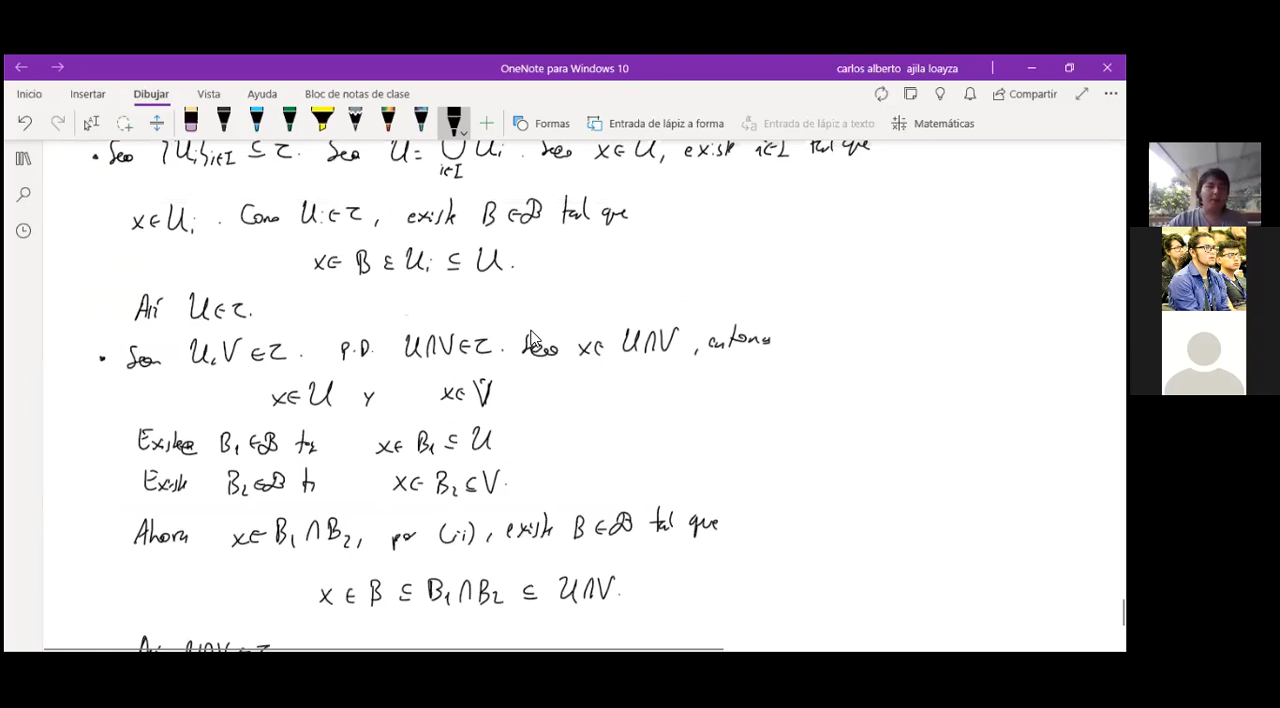 OneNote para Windows 10
carlos alberto ajila loayza
Inicio Insertar Dibujar Vista Ayuda Bloc de notas de clase
Compartir
Formas Entrada de lápiz a forma Entrada de lápiz a texto Matemáticas
• Sea {Uᵢ}i∈I ⊆ τ. Sea U = ⋃ Uᵢ. Sea x∈U, existe i∈I tal que
i∈I
x∈Uᵢ. Como Uᵢ∈τ, existe B∈ℬ tal que
x∈ B ⊆ Uᵢ ⊆ U.
Así U∈τ.
• Sean U,V ∈ τ. P.D. U∩V∈τ. Sea x∈ U∩V, entonces
x∈U y x∈V
Existe B₁∈ℬ tq x∈ B₁ ⊆ U
Existe B₂∈ℬ x∈ B₂ ⊆ V.
Ahora x∈ B₁∩B₂, por (ii), existe B∈ℬ tal que
x ∈ B ⊆ B₁∩B₂ ⊆ U∩V.
Así U∩V∈τ